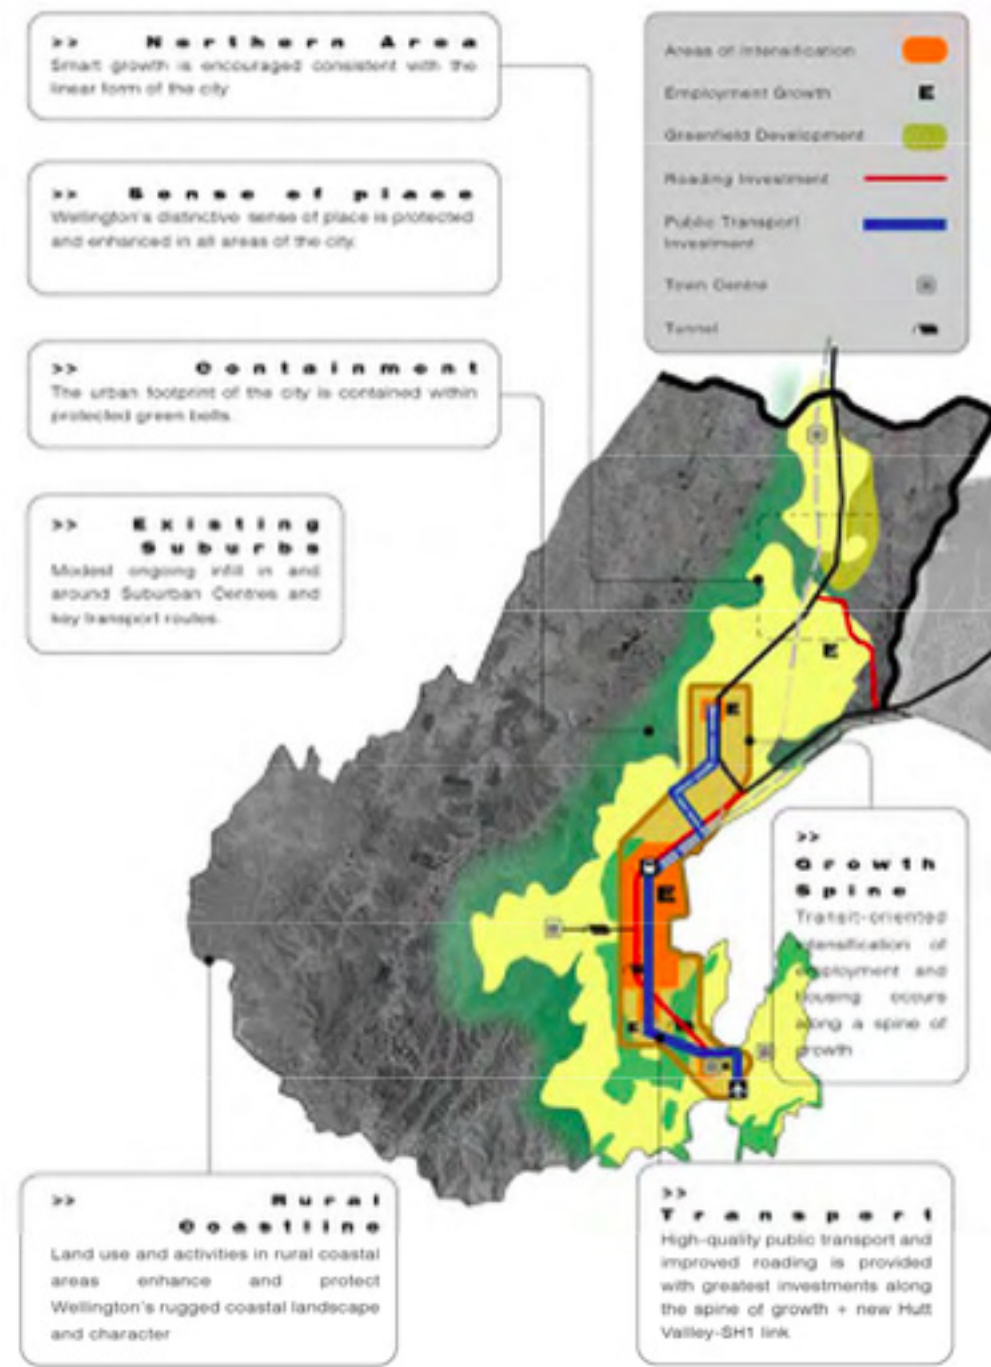 >> Northern Area
Smart growth is encouraged consistent with the
linear form of the city
>> Sense of place
Wellington's distinctive sense of place is protected
and enhanced in all areas of the city.
>> Containment
The urban footprint of the city is contained within
protected green belts.
>> Existing
Suburbs
Modest ongoing infill in and
around Suburban Centres and
key transport routes.
Areas of Intensification
Employment Growth E
Greenfield Development
Roading Investment
Public Transport
Investment
Town Centre
Tunnel
E
E
E
E
>>
Growth
Spine
Transit-oriented
intensification of
employment and
housing occurs
along a spine of
growth
>> Rural
Coastline
Land use and activities in rural coastal
areas enhance and protect
Wellington's rugged coastal landscape
and character
>>
Transport
High-quality public transport and
improved roading is provided
with greatest investments along
the spine of growth + new Hutt
Vallley-SH1 link